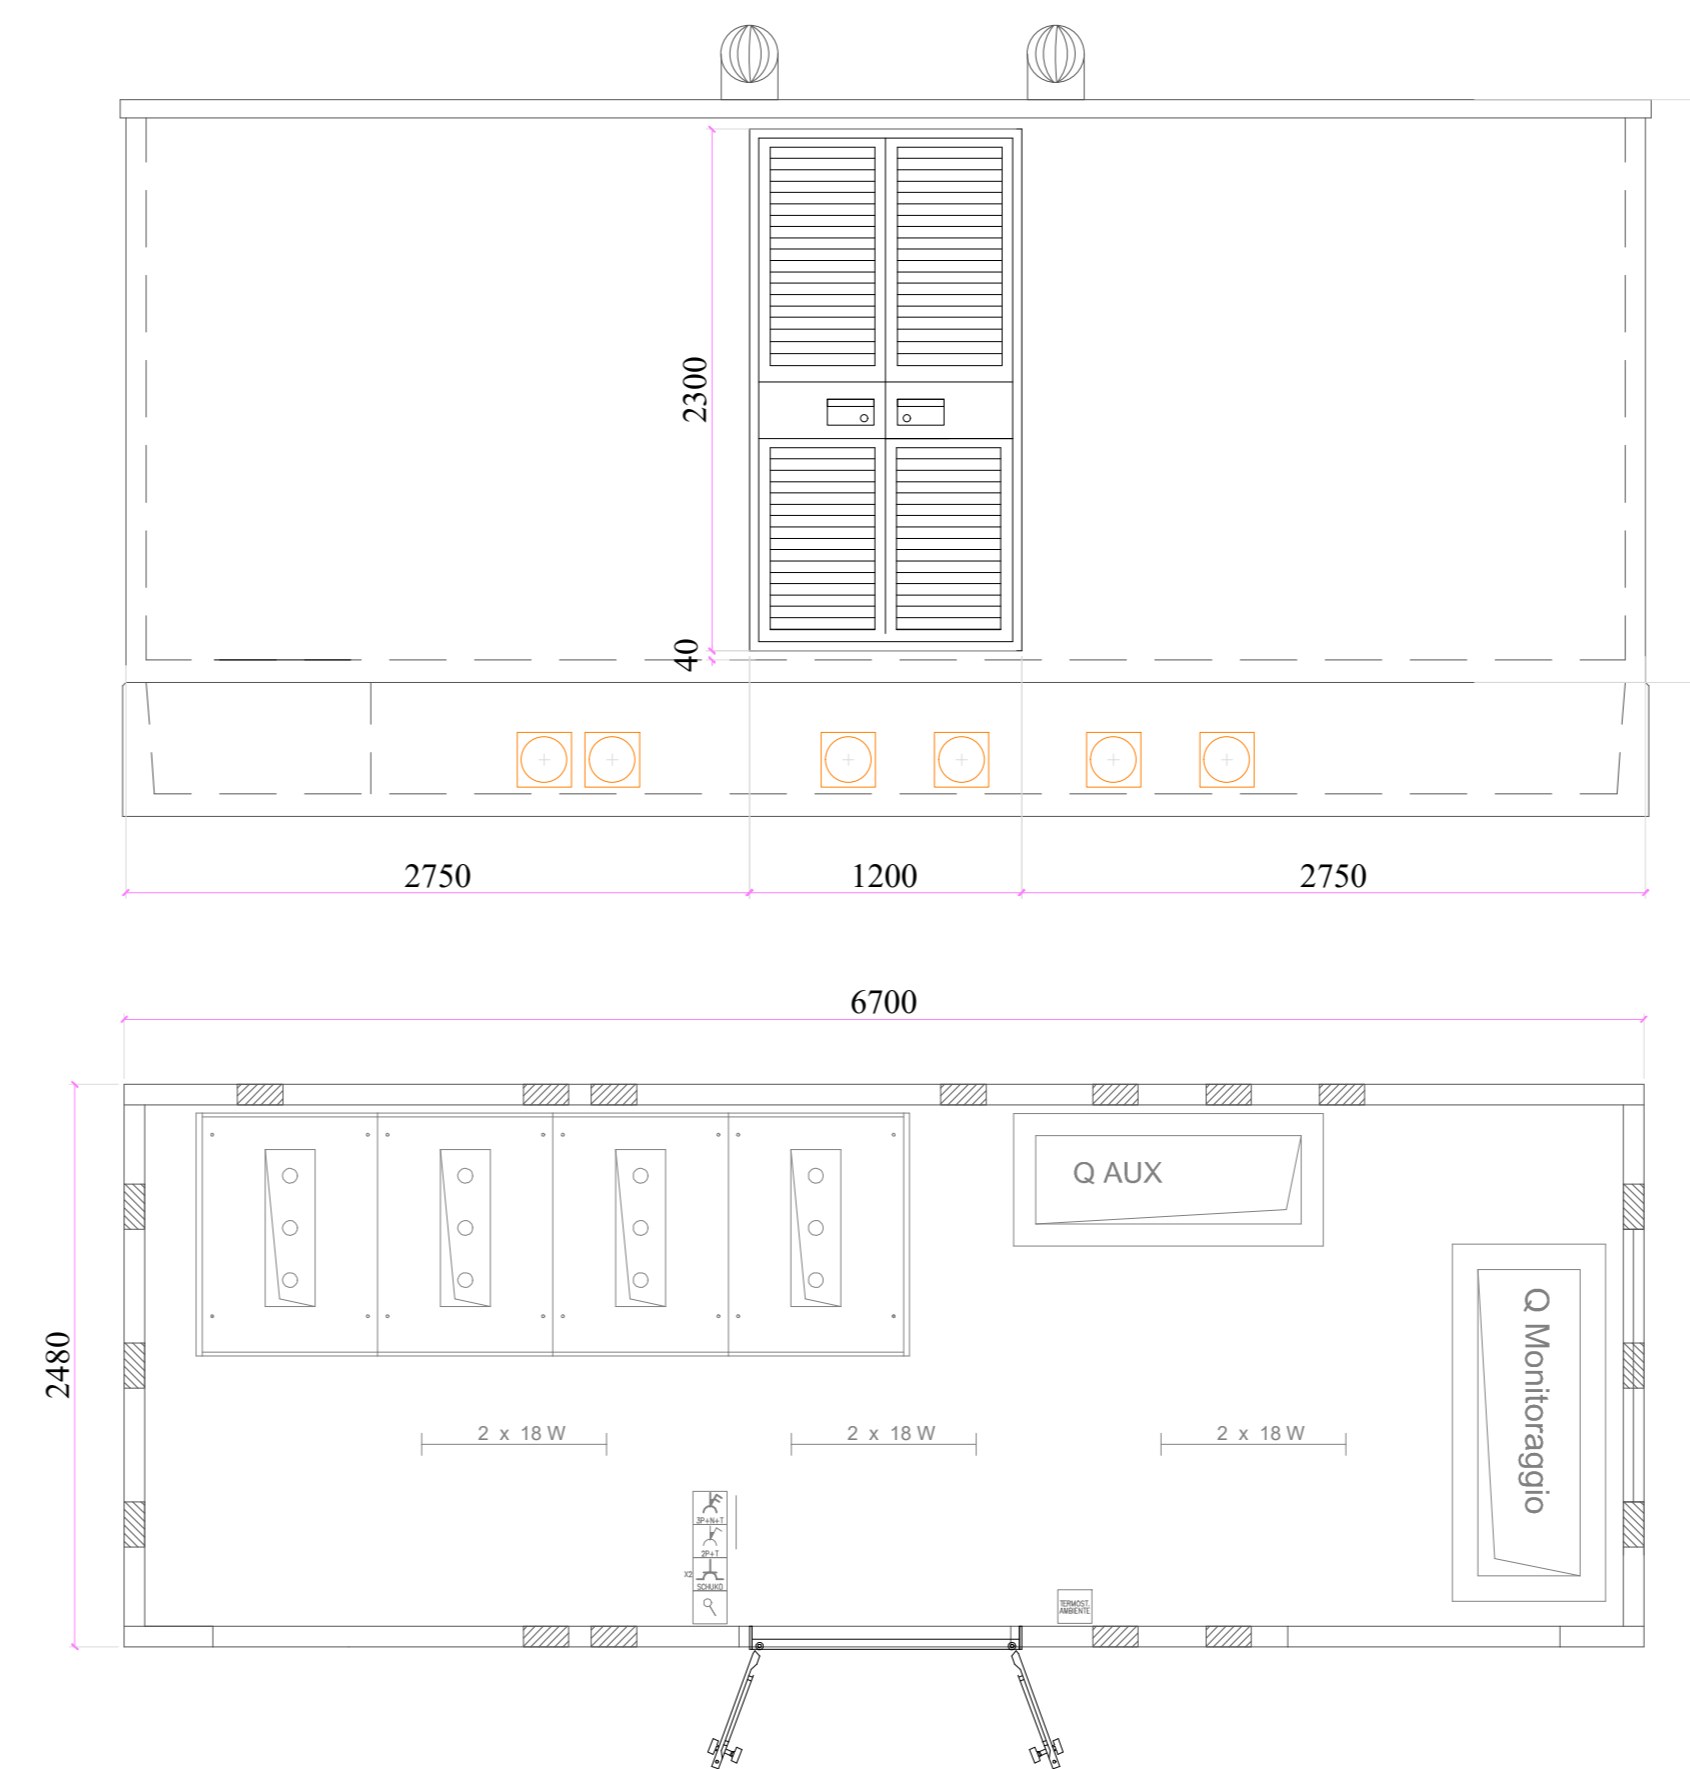 2300
40
2750
1200
2750
6700
2480
Q AUX
Q Monitoraggio
2 x 18 W
2 x 18 W
2 x 18 W
3P+N+T
2P+T
X2
SCHUKO
TERMOST.
AMBIENTE